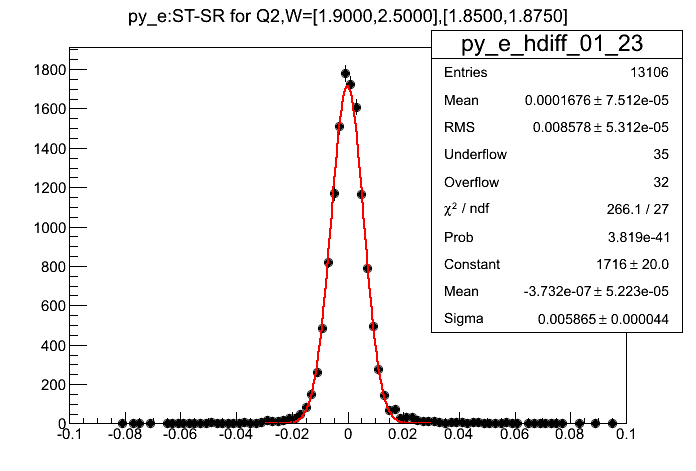 py_e:ST-SR for Q2,W=[1.9000,2.5000],[1.8500,1.8750]
py_e_hdiff_01_23
Entries 13106
Mean 0.0001676 ± 7.512e-05
RMS 0.008578 ± 5.312e-05
Underflow 35
Overflow 32
χ² / ndf 266.1 / 27
Prob 3.819e-41
Constant 1716 ± 20.0
Mean -3.732e-07 ± 5.223e-05
Sigma 0.005865 ± 0.000044
1800
1600
1400
1200
1000
800
600
400
200
0
-0.1 -0.08 -0.06 -0.04 -0.02 0 0.02 0.04 0.06 0.08 0.1